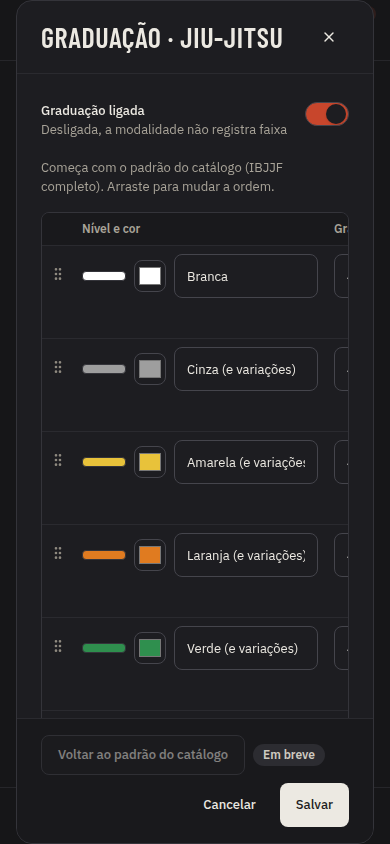 GRADUAÇÃO · JIU-JITSU
Graduação ligada
Desligada, a modalidade não registra faixa
Começa com o padrão do catálogo (IBJJF
completo). Arraste para mudar a ordem.
Nível e cor Gr
Branca
Cinza (e variações)
Amarela (e variações
Laranja (e variações)
Verde (e variações)
Voltar ao padrão do catálogo Em breve
Cancelar Salvar